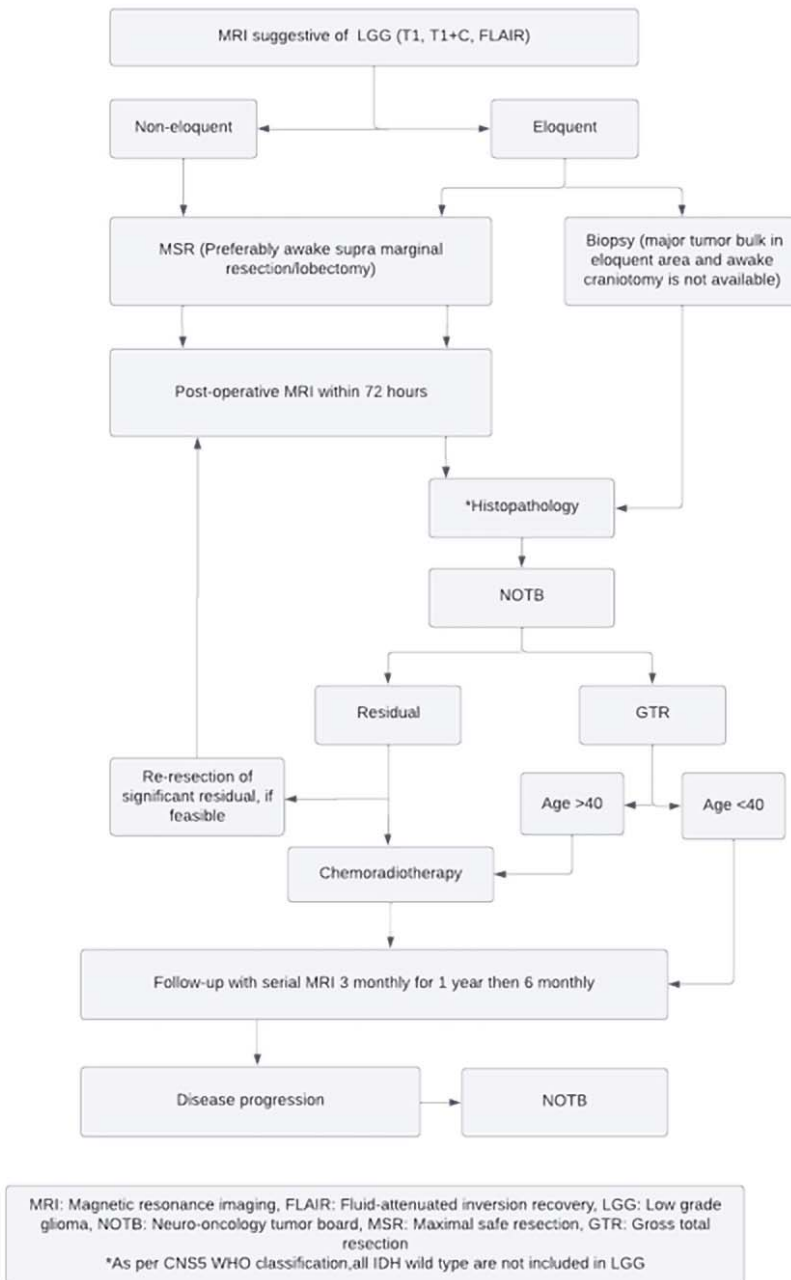 MRI suggestive of LGG (T1, T1+C, FLAIR)
Non-eloquent
Eloquent
MSR (Preferably awake supra marginal
resection/lobectomy)
Biopsy (major tumor bulk in
eloquent area and awake
craniotomy is not available)
Post-operative MRI within 72 hours
*Histopathology
NOTB
Residual
GTR
Re-resection of
significant residual, if
feasible
Age >40
Age <40
Chemoradiotherapy
Follow-up with serial MRI 3 monthly for 1 year then 6 monthly
Disease progression
NOTB
MRI: Magnetic resonance imaging, FLAIR: Fluid-attenuated inversion recovery, LGG: Low grade
glioma, NOTB: Neuro-oncology tumor board, MSR: Maximal safe resection, GTR: Gross total
resection
*As per CNS5 WHO classification,all IDH wild type are not included in LGG